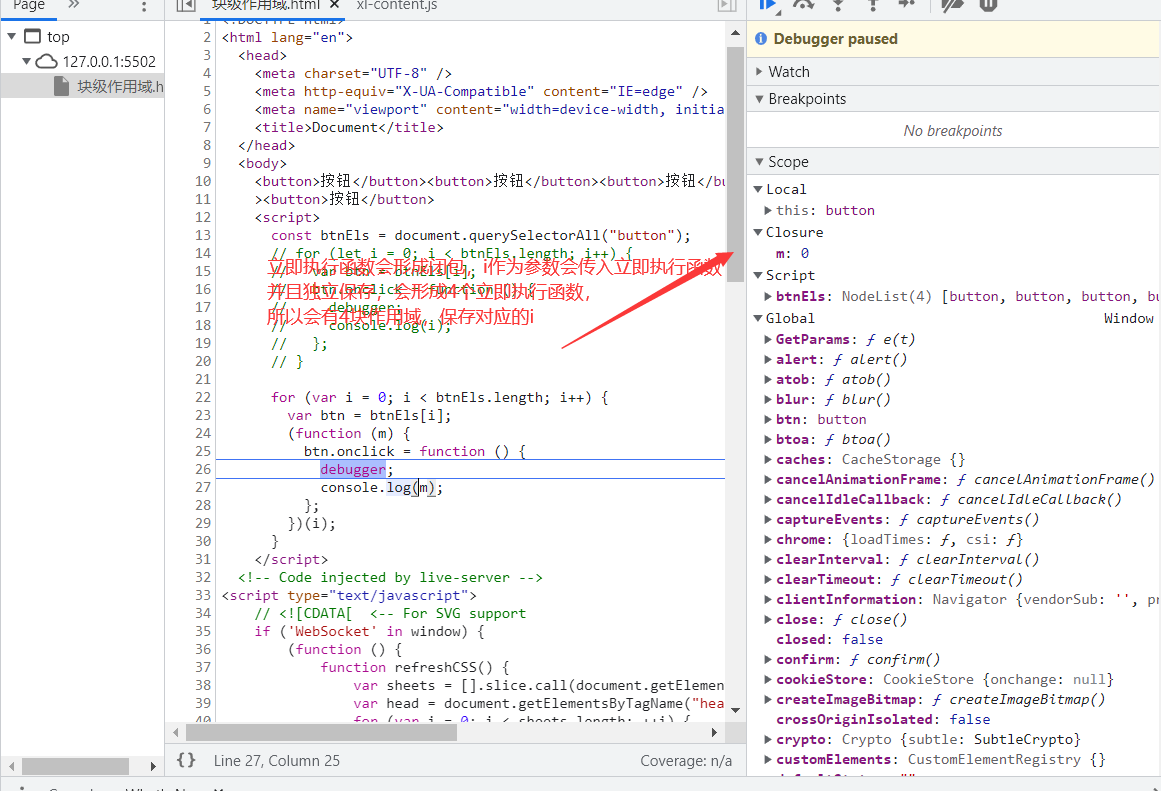 Page
»
块级作用域.html ×
xl-content.js
top
127.0.0.1:5502
块级作用域.h
2 <html lang="en">
3 <head>
4 <meta charset="UTF-8" />
5 <meta http-equiv="X-UA-Compatible" content="IE=edge" />
6 <meta name="viewport" content="width=device-width, initia
7 <title>Document</title>
8 </head>
9 <body>
10 <button>按钮</button><button>按钮</button><button>按钮</bu
11 ><button>按钮</button>
12 <script>
13 const btnEls = document.querySelectorAll("button");
14 // for (let i = 0; i < btnEls.length; i++) {
15 // var btn = btnEls[i];
16 // btn.onclick = function () {
17 // debugger;
18 // console.log(i);
19 // };
20 // }
21
22 for (var i = 0; i < btnEls.length; i++) {
23 var btn = btnEls[i];
24 (function (m) {
25 btn.onclick = function () {
26 debugger;
27 console.log(m);
28 };
29 })(i);
30 }
31 </script>
32 <!-- Code injected by live-server -->
33 <script type="text/javascript">
34 // <![CDATA[ <-- For SVG support
35 if ('WebSocket' in window) {
36 (function () {
37 function refreshCSS() {
38 var sheets = [].slice.call(document.getElemen
39 var head = document.getElementsByTagName("hea
40 for (var i = 0; i < sheets.length; ++i) {
立即执行函数会形成闭包，i作为参数会传入立即执行函数
并且独立保存，会形成4个立即执行函数，
所以会有4块作用域，保存对应的i
{} Line 27, Column 25
Coverage: n/a
Debugger paused
Watch
Breakpoints
No breakpoints
Scope
Local
this: button
Closure
m: 0
Script
btnEls: NodeList(4) [button, button, button, bu
Global Window
GetParams: ƒ e(t)
alert: ƒ alert()
atob: ƒ atob()
blur: ƒ blur()
btn: button
btoa: ƒ btoa()
caches: CacheStorage {}
cancelAnimationFrame: ƒ cancelAnimationFrame()
cancelIdleCallback: ƒ cancelIdleCallback()
captureEvents: ƒ captureEvents()
chrome: {loadTimes: ƒ, csi: ƒ}
clearInterval: ƒ clearInterval()
clearTimeout: ƒ clearTimeout()
clientInformation: Navigator {vendorSub: '', pr
close: ƒ close()
closed: false
confirm: ƒ confirm()
cookieStore: CookieStore {onchange: null}
createImageBitmap: ƒ createImageBitmap()
crossOriginIsolated: false
crypto: Crypto {subtle: SubtleCrypto}
customElements: CustomElementRegistry {}